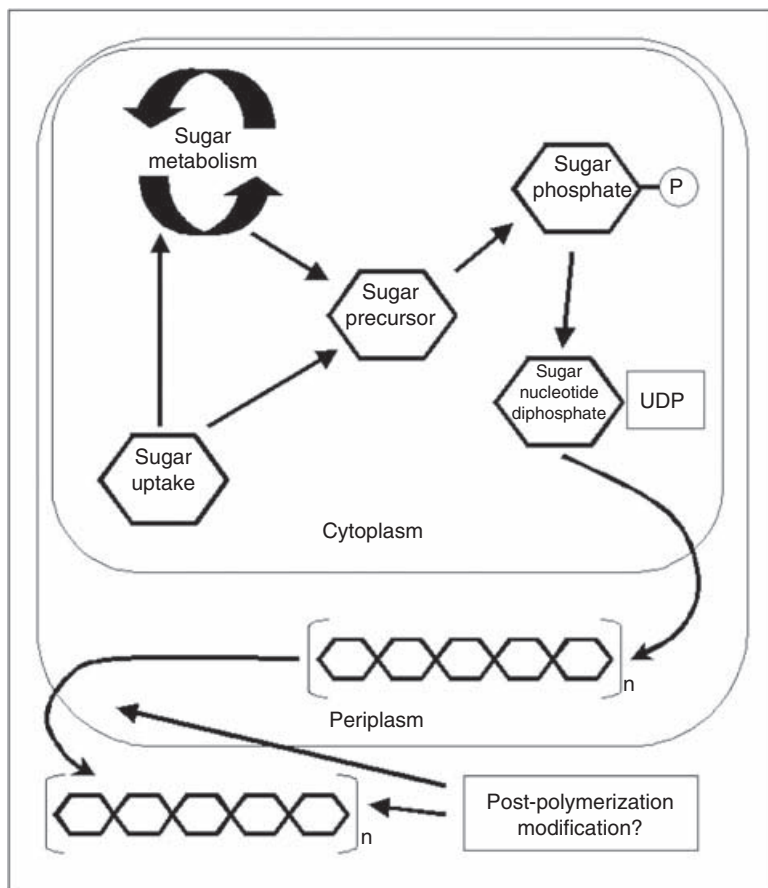 Sugar
metabolism
Sugar
phosphate
P
Sugar
precursor
Sugar
nucleotide
diphosphate
UDP
Sugar
uptake
Cytoplasm
n
Periplasm
n
Post-polymerization
modification?